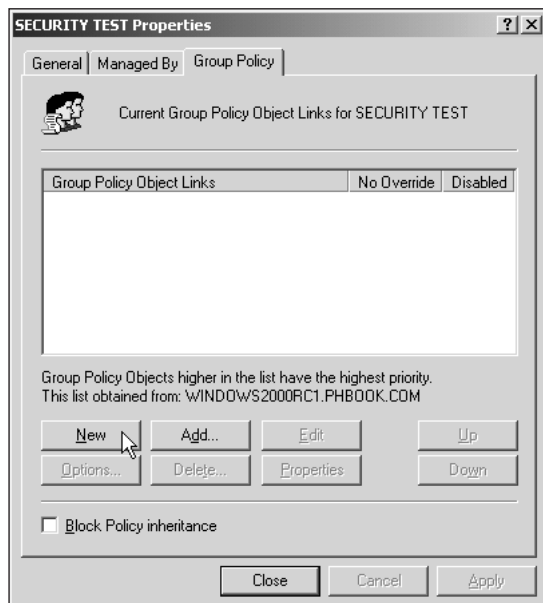 SECURITY TEST Properties
General Managed By Group Policy
Current Group Policy Object Links for SECURITY TEST
Group Policy Object Links No Override Disabled
Group Policy Objects higher in the list have the highest priority.
This list obtained from: WINDOWS2000RC1.PHBOOK.COM
New Add... Edit Up
Options... Delete... Properties Down
Block Policy inheritance
Close Cancel Apply